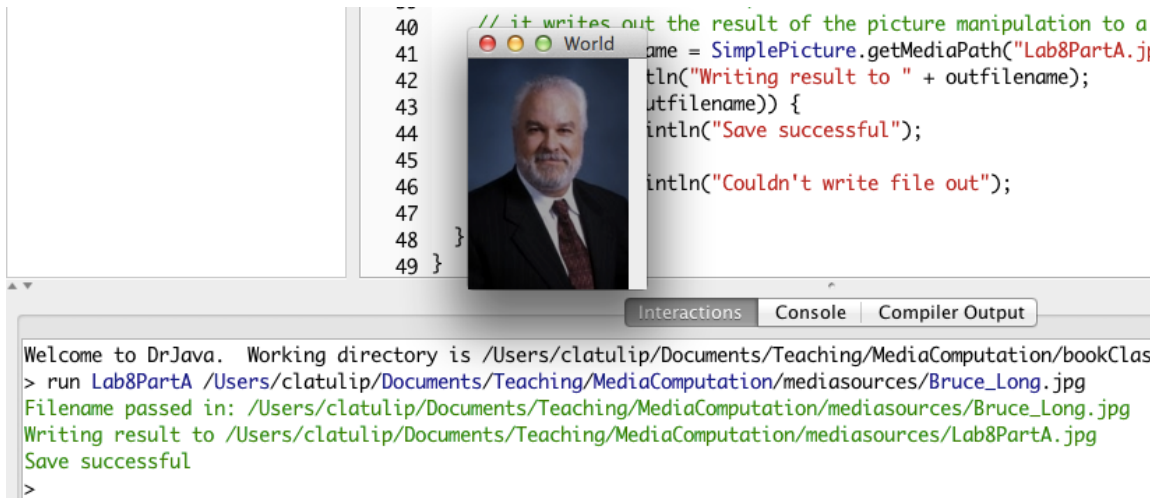 40 // it writes out the result of the picture manipulation to a
World
41 ame = SimplePicture.getMediaPath("Lab8PartA.jp
42 tln("Writing result to " + outfilename);
43 utfilename)) {
44 intln("Save successful");
45
46 intln("Couldn't write file out");
47
48 }
49 }
Interactions Console Compiler Output
Welcome to DrJava. Working directory is /Users/clatulip/Documents/Teaching/MediaComputation/bookClas
> run Lab8PartA /Users/clatulip/Documents/Teaching/MediaComputation/mediasources/Bruce_Long.jpg
Filename passed in: /Users/clatulip/Documents/Teaching/MediaComputation/mediasources/Bruce_Long.jpg
Writing result to /Users/clatulip/Documents/Teaching/MediaComputation/mediasources/Lab8PartA.jpg
Save successful
>